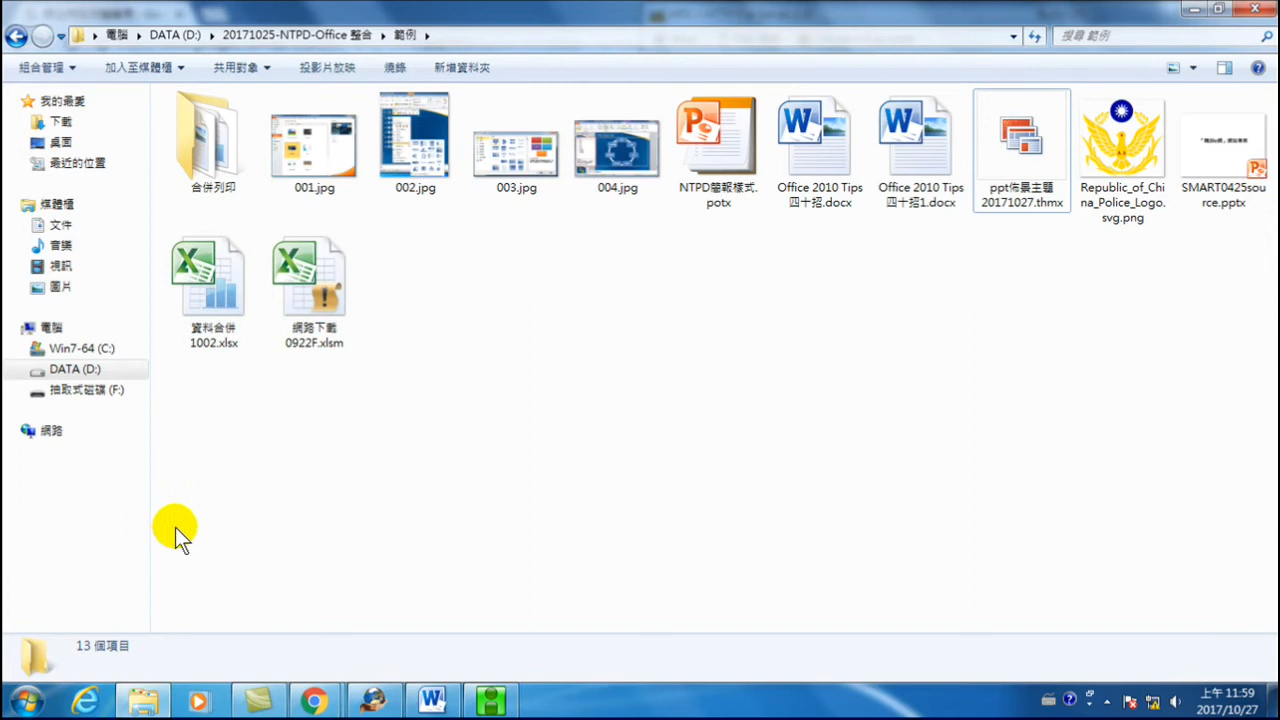 電腦 DATA (D:) 20171025-NTPD-Office 整合 範例
搜尋 範例
組合管理 加入至媒體櫃 共用對象 投影片放映 燒錄 新增資料夾
我的最愛
下載
桌面
最近的位置
媒體櫃
文件
音樂
視訊
圖片
電腦
Win7-64 (C:)
DATA (D:)
抽取式磁碟 (F:)
網路
合併列印
001.jpg
002.jpg
003.jpg
004.jpg
NTPD簡報樣式.
potx
Office 2010 Tips
四十招.docx
Office 2010 Tips
四十招1.docx
ppt佈景主題
20171027.thmx
Republic_of_Chi
na_Police_Logo.
svg.png
SMART0425sou
rce.pptx
資料合併
1002.xlsx
網路下載
0922F.xlsm
13 個項目
上午 11:59
2017/10/27